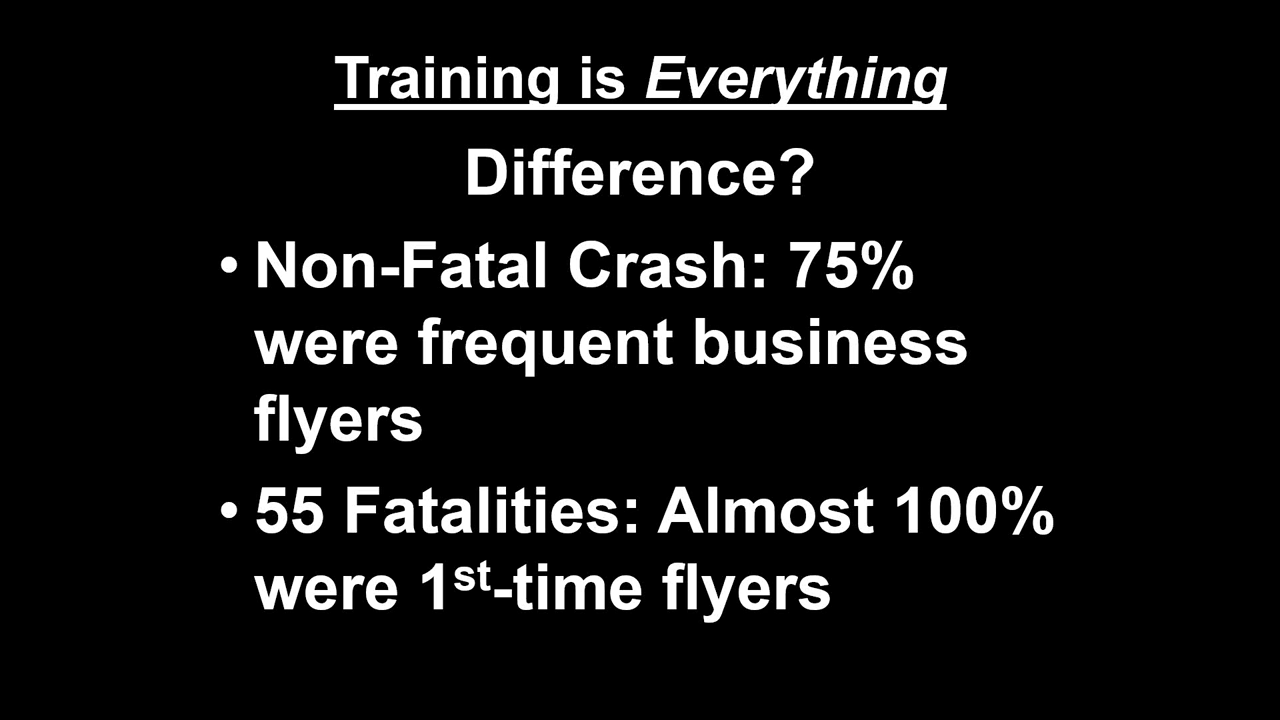 Training is Everything
Difference?
• Non-Fatal Crash: 75%
were frequent business
flyers
• 55 Fatalities: Almost 100%
were 1st-time flyers